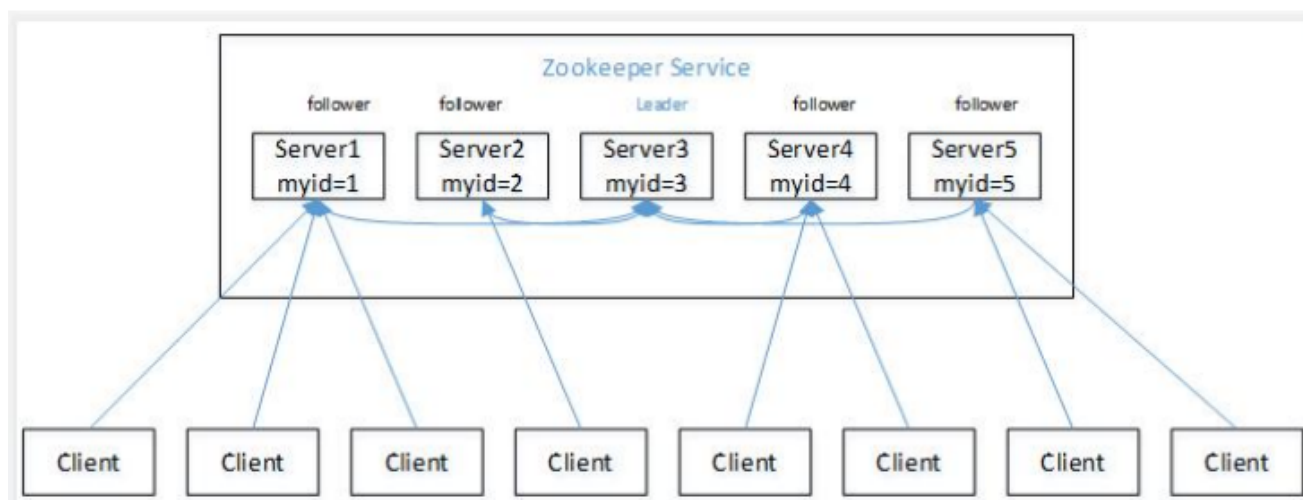 Zookeeper Service
follower
follower
Leader
follower
follower
Server1
myid=1
Server2
myid=2
Server3
myid=3
Server4
myid=4
Server5
myid=5
Client
Client
Client
Client
Client
Client
Client
Client